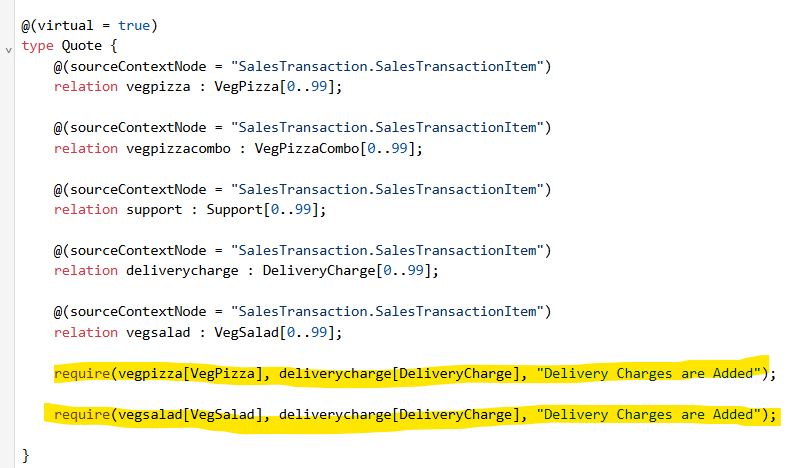 @(virtual = true)
type Quote {
@(sourceContextNode = "SalesTransaction.SalesTransactionItem")
relation vegpizza : VegPizza[0..99];
@(sourceContextNode = "SalesTransaction.SalesTransactionItem")
relation vegpizzacombo : VegPizzaCombo[0..99];
@(sourceContextNode = "SalesTransaction.SalesTransactionItem")
relation support : Support[0..99];
@(sourceContextNode = "SalesTransaction.SalesTransactionItem")
relation deliverycharge : DeliveryCharge[0..99];
@(sourceContextNode = "SalesTransaction.SalesTransactionItem")
relation vegsalad : VegSalad[0..99];
require(vegpizza[VegPizza], deliverycharge[DeliveryCharge], "Delivery Charges are Added");
require(vegsalad[VegSalad], deliverycharge[DeliveryCharge], "Delivery Charges are Added");
}